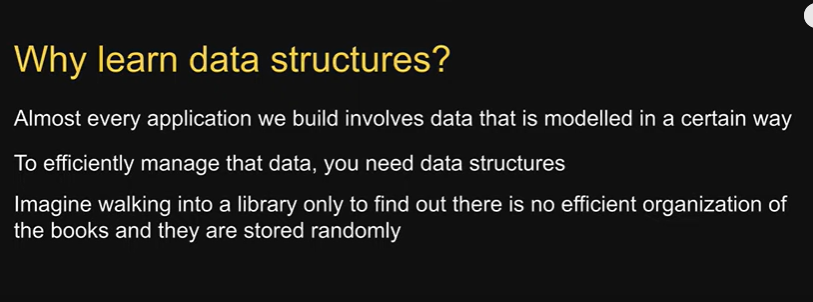 Why learn data structures?
Almost every application we build involves data that is modelled in a certain way
To efficiently manage that data, you need data structures
Imagine walking into a library only to find out there is no efficient organization of
the books and they are stored randomly